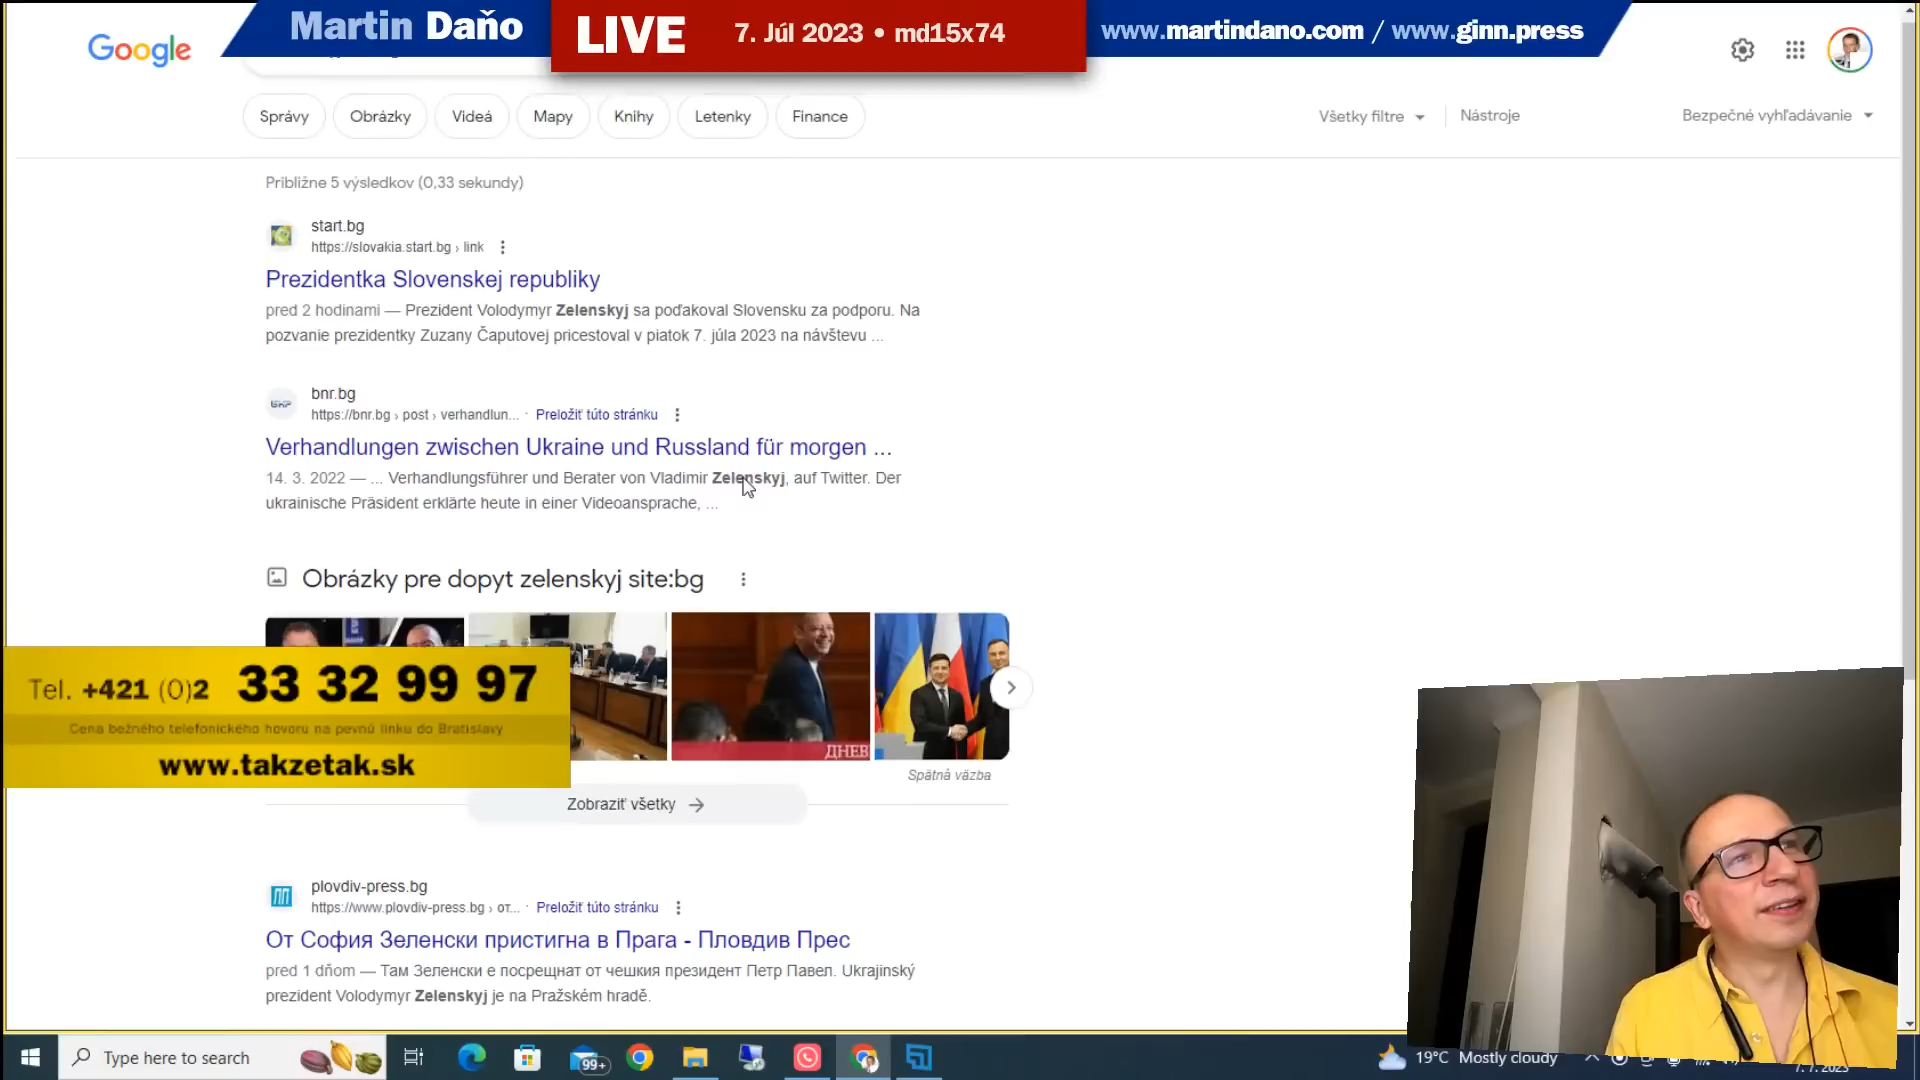 Martin Daňo
LIVE
7. Júl 2023 • md15x74
www.martindano.com / www.ginn.press
Google
Správy
Obrázky
Videá
Mapy
Knihy
Letenky
Finance
Všetky filtre
Nástroje
Bezpečné vyhľadávanie
Približne 5 výsledkov (0,33 sekundy)
start.bg
https://slovakia.start.bg › link
Prezidentka Slovenskej republiky
pred 2 hodinami — Prezident Volodymyr Zelenskyj sa poďakoval Slovensku za podporu. Na
pozvanie prezidentky Zuzany Čaputovej pricestoval v piatok 7. júla 2023 na návštevu ...
bnr.bg
https://bnr.bg › post › verhandlun... · Preložiť túto stránku
Verhandlungen zwischen Ukraine und Russland für morgen ...
14. 3. 2022 — ... Verhandlungsführer und Berater von Vladimir Zelenskyj, auf Twitter. Der
ukrainische Präsident erklärte heute in einer Videoansprache, ...
Obrázky pre dopyt zelenskyj site:bg
ДНЕВ
Spätná väzba
Tel. +421 (0)2 33 32 99 97
Cena bežného telefonického hovoru na pevnú linku do Bratislavy
www.takzetak.sk
Zobraziť všetky
plovdiv-press.bg
https://www.plovdiv-press.bg › от... · Preložiť túto stránku
От София Зеленски пристигна в Прага - Пловдив Прес
pred 1 dňom — Там Зеленски е посрещнат от чешкия президент Петр Павел. Ukrajinský
prezident Volodymyr Zelenskyj je na Pražském hradě.
Type here to search
99+
19°C Mostly cloudy
7. 7. 2023